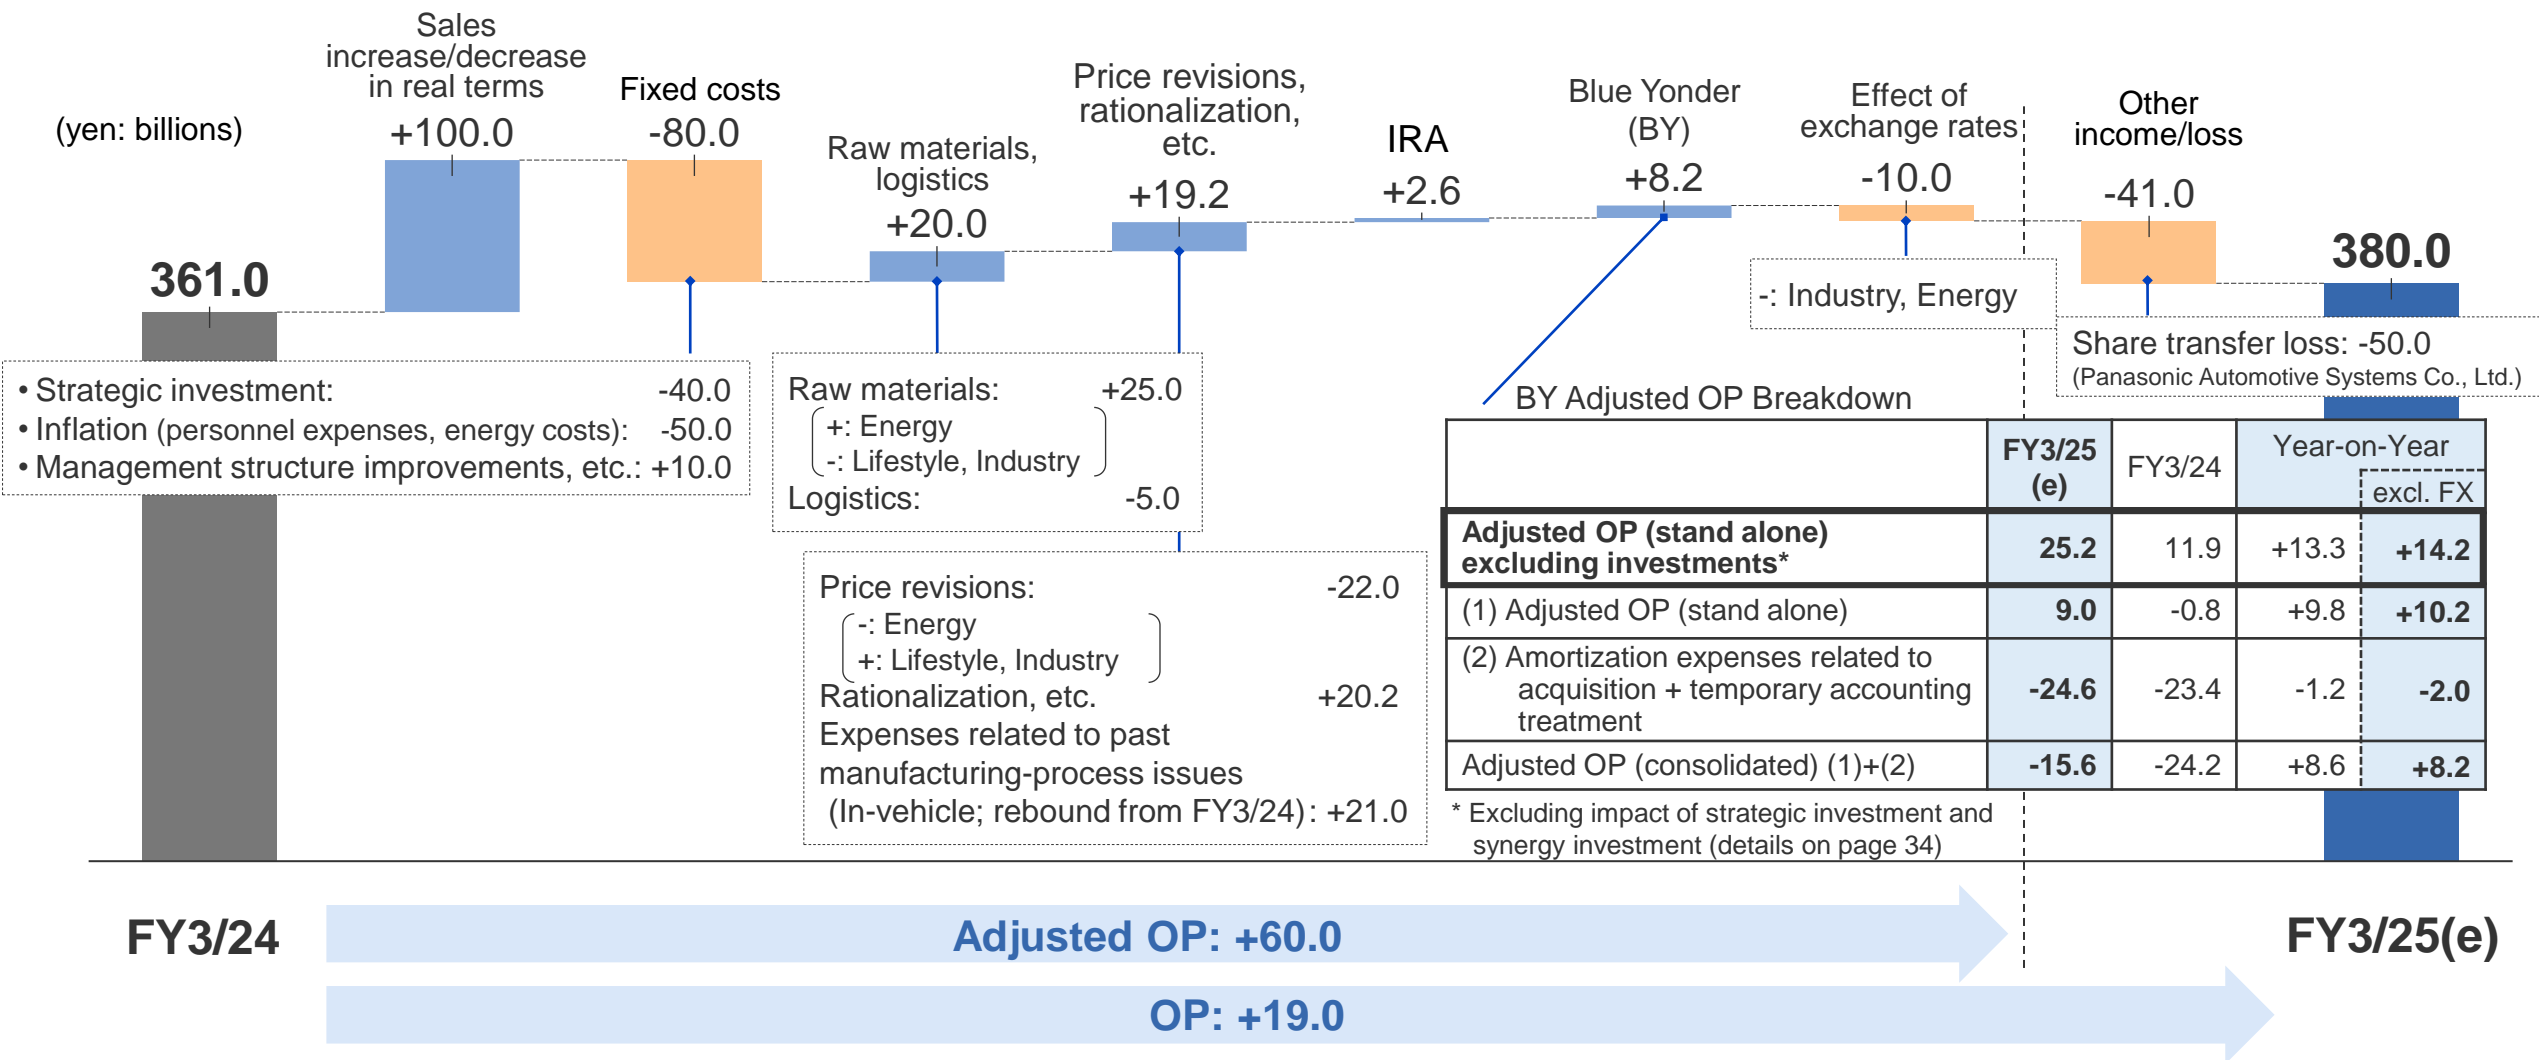 (yen: billions)
361.0
Sales
increase/decrease
in real terms
+100.0
Fixed costs
-80.0
Raw materials,
logistics
+20.0
Price revisions,
rationalization,
etc.
+19.2
IRA
+2.6
Blue Yonder
(BY)
+8.2
Effect of
exchange rates
-10.0
Other
income/loss
-41.0
380.0
• Strategic investment: -40.0
• Inflation (personnel expenses, energy costs): -50.0
• Management structure improvements, etc.: +10.0
Raw materials: +25.0
+: Energy
-: Lifestyle, Industry
Logistics: -5.0
Price revisions: -22.0
-: Energy
+: Lifestyle, Industry
Rationalization, etc. +20.2
Expenses related to past
manufacturing-process issues
(In-vehicle; rebound from FY3/24): +21.0
-: Industry, Energy
Share transfer loss: -50.0
(Panasonic Automotive Systems Co., Ltd.)
BY Adjusted OP Breakdown
FY3/25
(e)
FY3/24
Year-on-Year
excl. FX
Adjusted OP (stand alone)
excluding investments*
25.2 11.9 +13.3 +14.2
(1) Adjusted OP (stand alone) 9.0 -0.8 +9.8 +10.2
(2) Amortization expenses related to
acquisition + temporary accounting
treatment
-24.6 -23.4 -1.2 -2.0
Adjusted OP (consolidated) (1)+(2) -15.6 -24.2 +8.6 +8.2
* Excluding impact of strategic investment and
synergy investment (details on page 34)
FY3/24
Adjusted OP: +60.0
FY3/25(e)
OP: +19.0